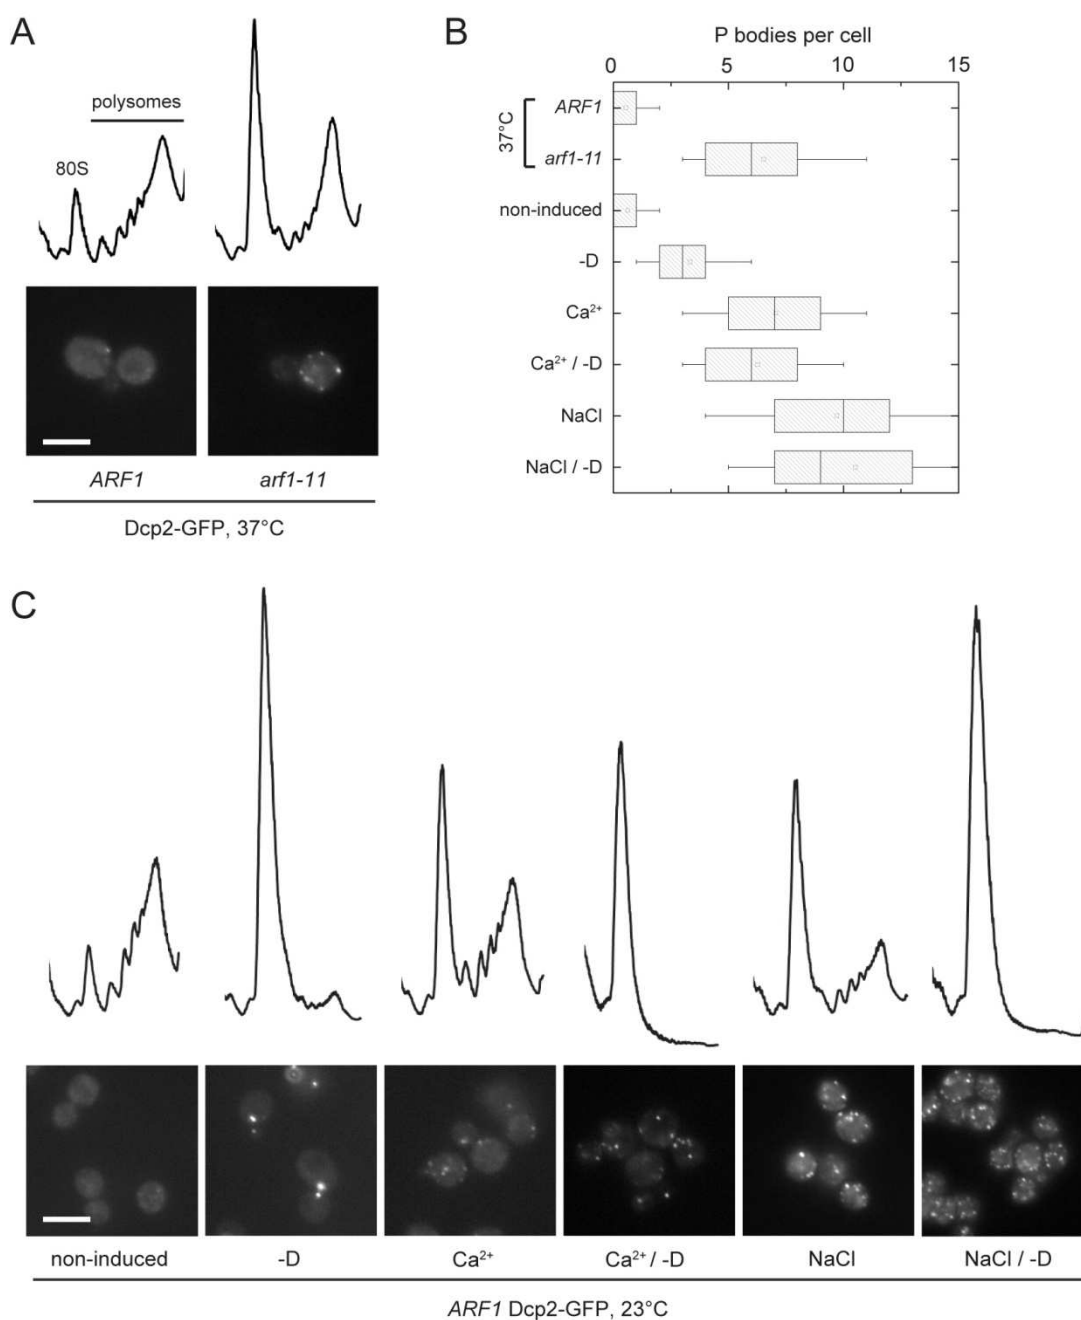 A
polysomes
80S
ARF1
arf1-11
Dcp2-GFP, 37°C
B
P bodies per cell
0
5
10
15
37°C
ARF1
arf1-11
non-induced
-D
Ca²⁺
Ca²⁺ / -D
NaCl
NaCl / -D
C
non-induced
-D
Ca²⁺
Ca²⁺ / -D
NaCl
NaCl / -D
ARF1 Dcp2-GFP, 23°C